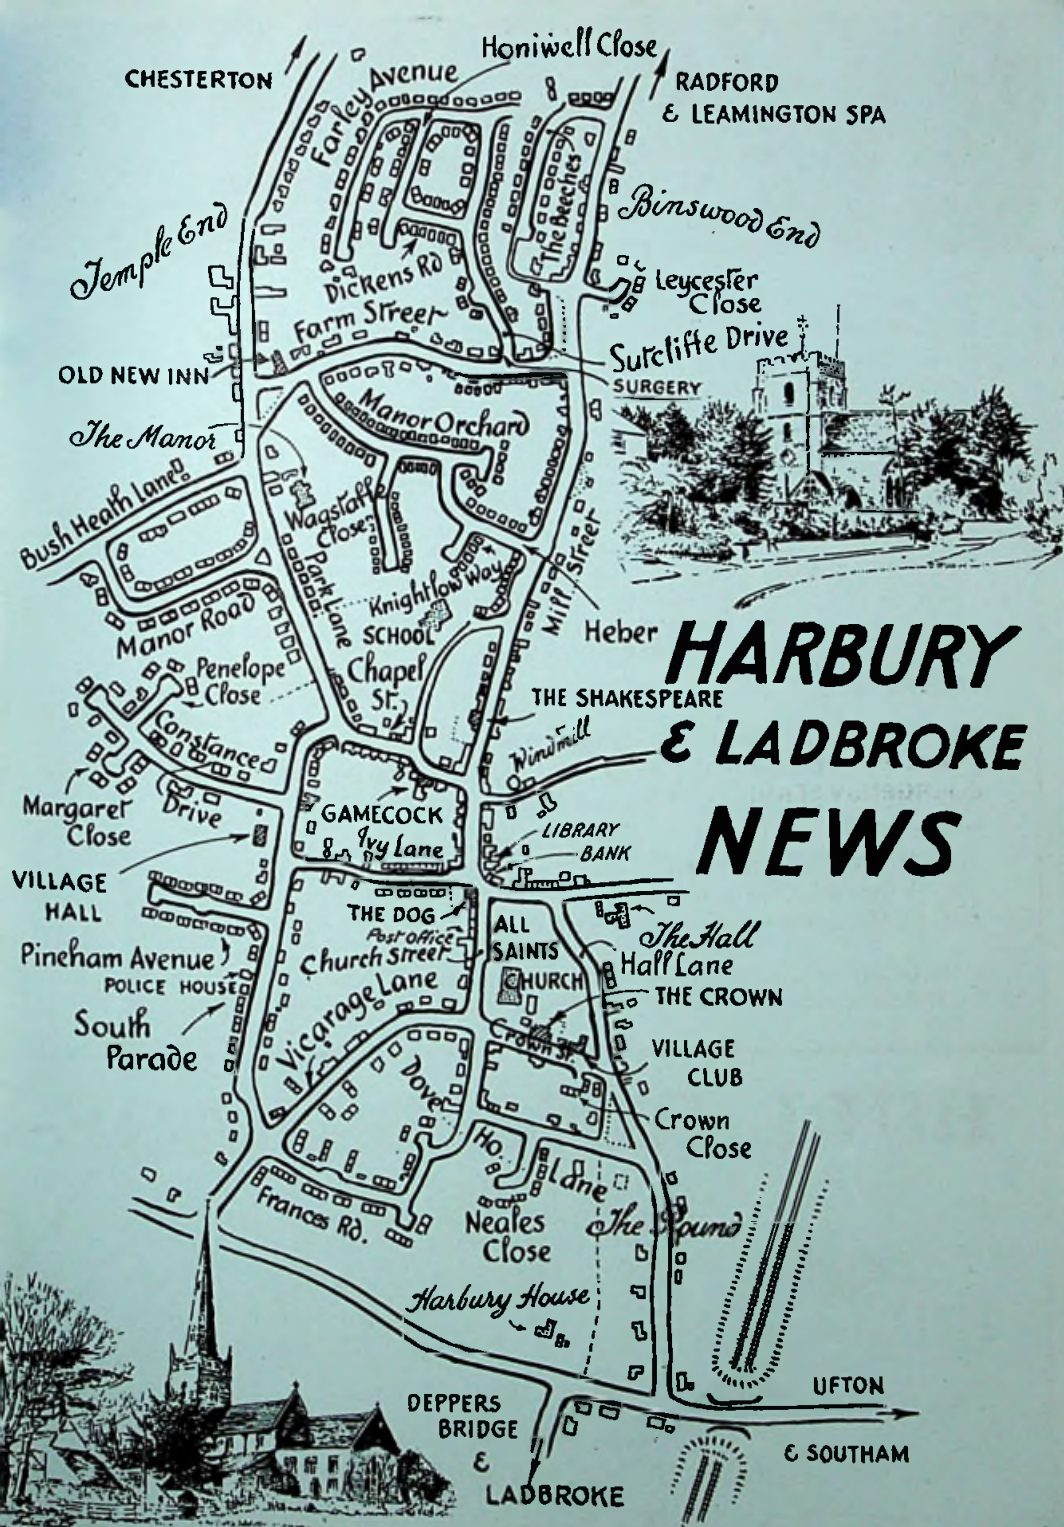 Honiwell Close
CHESTERTON
Farley Avenue
RADFORD
& LEAMINGTON SPA
The Beeches
Binswood End
Temple End
Dickens Rd
Leycester
Close
Farm Street
Sutcliffe Drive
OLD NEW INN
SURGERY
Manor Orchard
The Manor
Bush Heath Lane
Wagstaff
Close
Park Lane
Knightlow Way
Mill Street
Manor Road
SCHOOL
Heber
HARBURY
& LADBROKE
NEWS
Penelope
Close
Chapel
St.
THE SHAKESPEARE
Constance
Drive
Windmill
Margaret
Close
GAMECOCK
Ivy Lane
LIBRARY
BANK
VILLAGE
HALL
THE DOG
Post office
Church Street
ALL
SAINTS
CHURCH
The Hall
Hall Lane
Pineham Avenue
POLICE HOUSE
THE CROWN
South
Parade
Vicarage Lane
Crown St.
VILLAGE
CLUB
Dove
Crown
Close
Ho.
Lane
Frances Rd.
Neales
Close
The Pound
Harbury House
DEPPERS
BRIDGE
&
LADBROKE
UFTON
& SOUTHAM